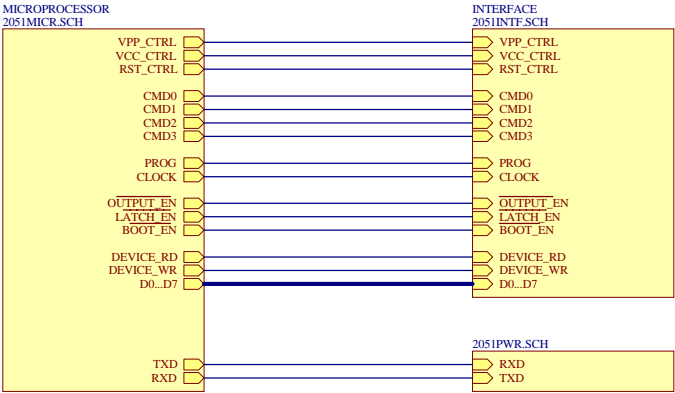 MICROPROCESSOR
2051MICR.SCH
VPP_CTRL
VCC_CTRL
RST_CTRL
CMD0
CMD1
CMD2
CMD3
PROG
CLOCK
OUTPUT_EN
LATCH_EN
BOOT_EN
DEVICE_RD
DEVICE_WR
D0...D7
TXD
RXD
INTERFACE
2051INTF.SCH
VPP_CTRL
VCC_CTRL
RST_CTRL
CMD0
CMD1
CMD2
CMD3
PROG
CLOCK
OUTPUT_EN
LATCH_EN
BOOT_EN
DEVICE_RD
DEVICE_WR
D0...D7
2051PWR.SCH
RXD
TXD